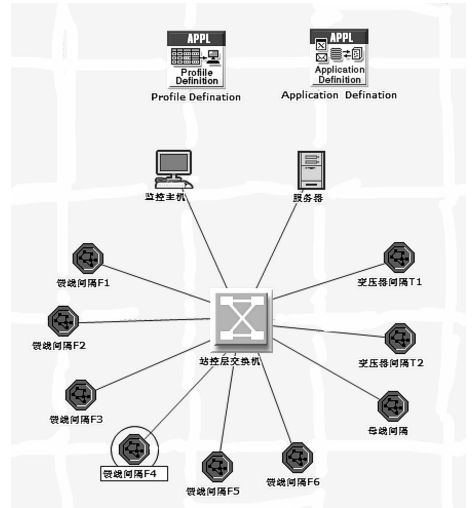 APPL
Profile
Definition
Profile Defination
APPL
Application
Definition
Application Defination
监控主机
服务器
馈线间隔F1
变压器间隔T1
馈线间隔F2
变压器间隔T2
站控层交换机
馈线间隔F3
母线间隔
馈线间隔F4
馈线间隔F5
馈线间隔F6